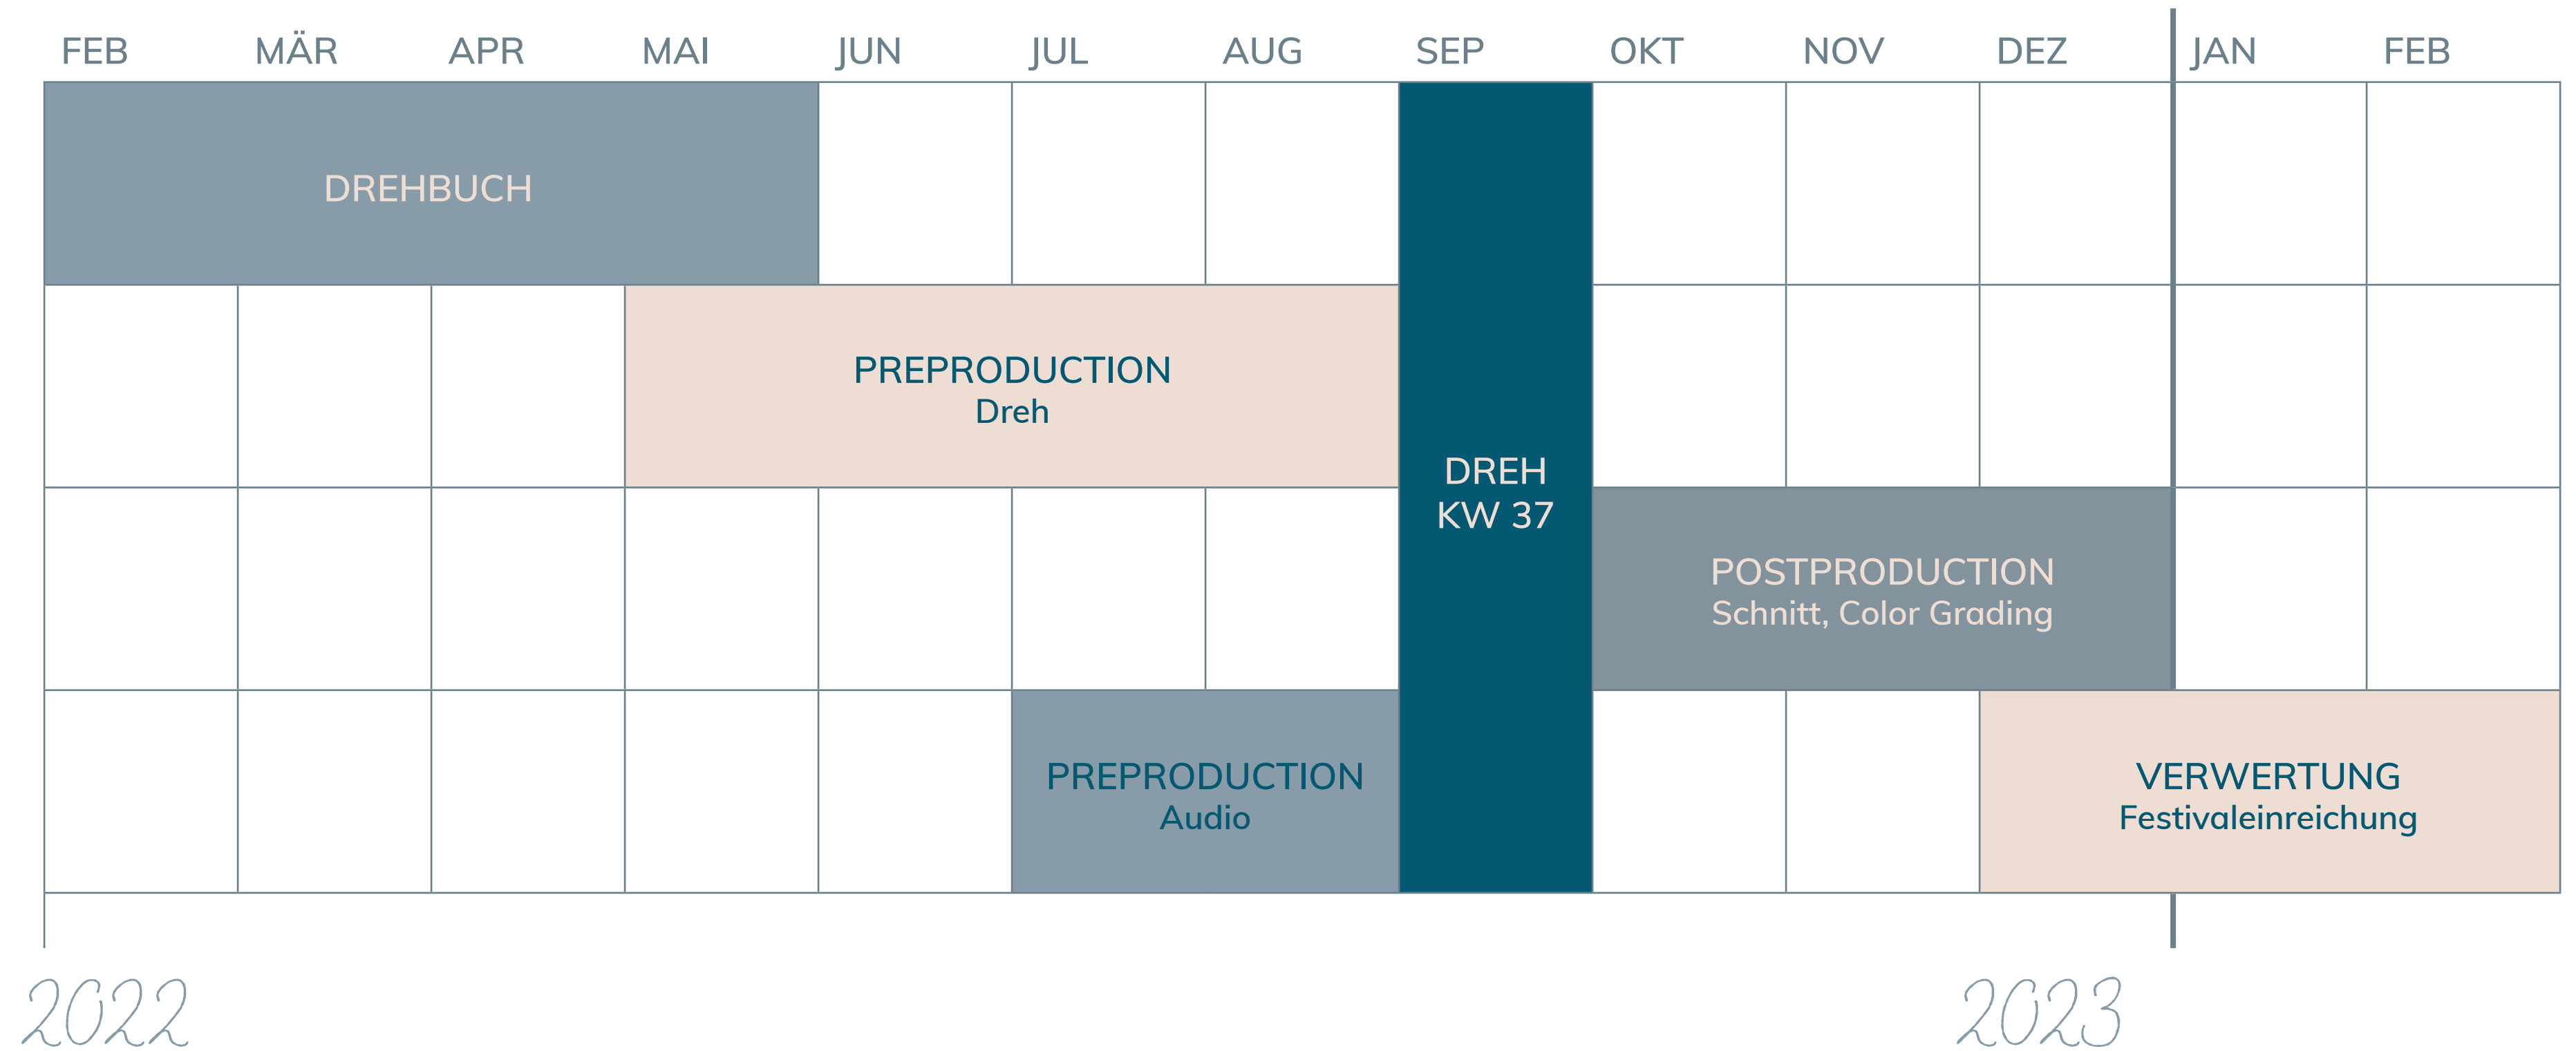 FEB MÄR APR MAI JUN JUL AUG SEP OKT NOV DEZ JAN FEB
DREHBUCH
PREPRODUCTION
Dreh
DREH
KW 37
POSTPRODUCTION
Schnitt, Color Grading
PREPRODUCTION
Audio
VERWERTUNG
Festivaleinreichung
2022 2023